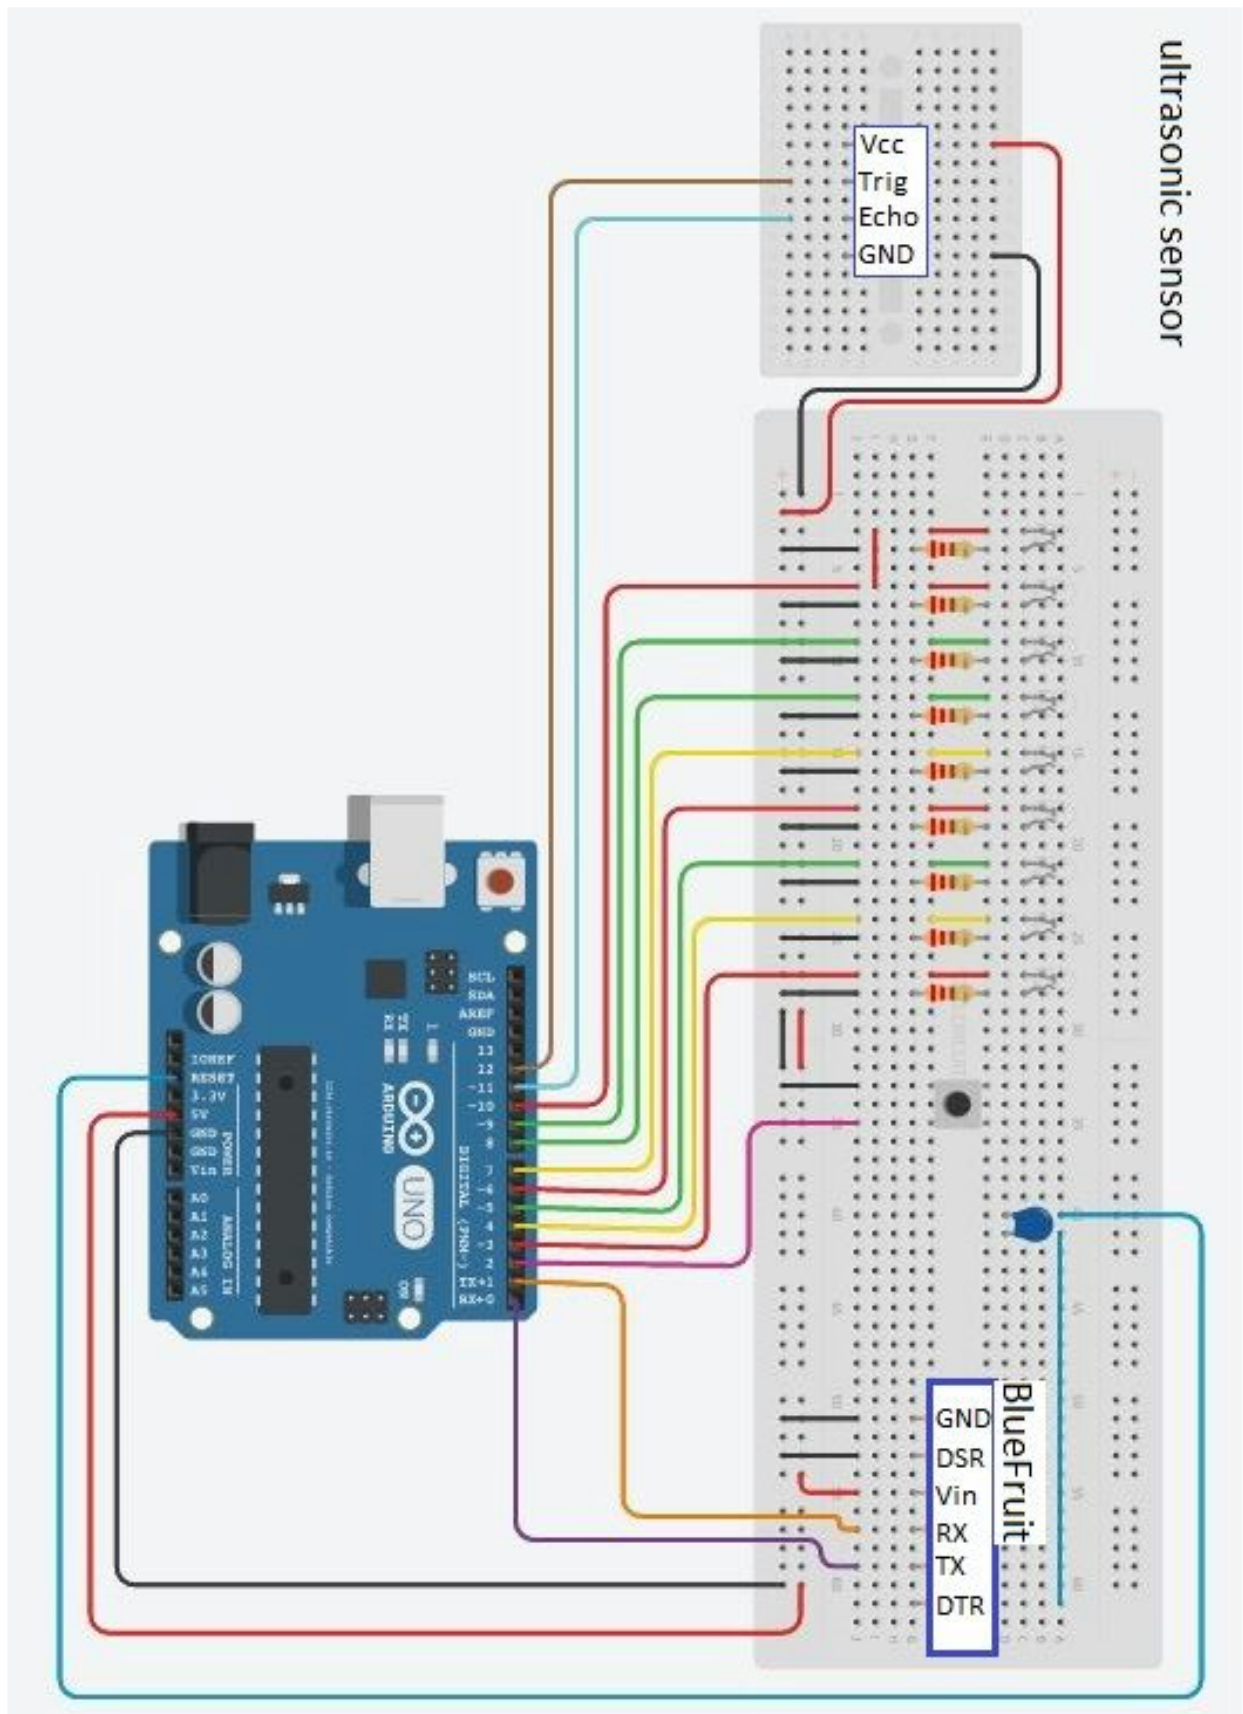 ultrasonic sensor
Vcc
Trig
Echo
GND
SCL
SDA
AREF
GND
13
12
~11
~10
~9
8
7
~6
~5
4
~3
2
TX→1
RX←0
DIGITAL (PWM~)
L
TX
RX
ARDUINO
UNO
ON
IOREF
RESET
3.3V
5V
GND
GND
Vin
POWER
A0
A1
A2
A3
A4
A5
ANALOG IN
BlueFruit
GND
DSR
Vin
RX
TX
DTR